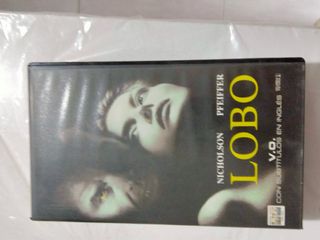 NICHOLSON PFEIFFER
LOBO
V.O.
CON SUBTITULOS EN INGLES